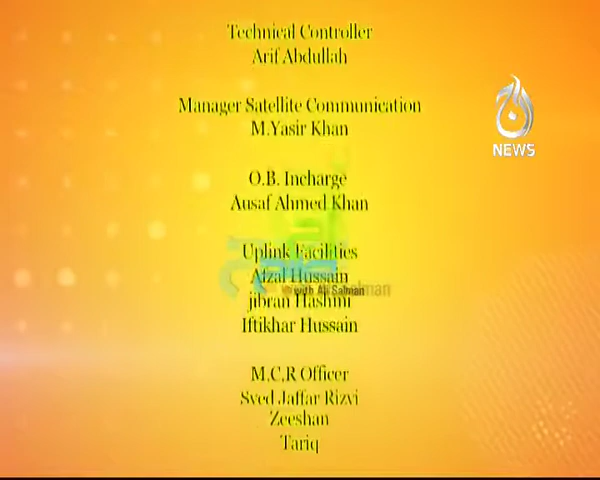 Technical Controller
Arif Abdullah
Manager Satellite Communication
M.Yasir Khan
NEWS
O.B. Incharge
Ausaf Ahmed Khan
Uplink Facilities
Afzal Hussain
with Ali Salman
jibran Hashmi
Iftikhar Hussain
M,C,R Officer
Syed Jaffar Rizvi
Zeeshan
Tariq